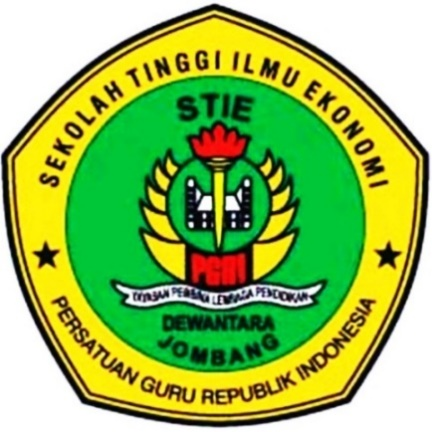 SEKOLAH TINGGI ILMU EKONOMI
STIE
PGRI
YAYASAN PEMBINA LEMBAGA PENDIDIKAN
DEWANTARA
JOMBANG
PERSATUAN GURU REPUBLIK INDONESIA